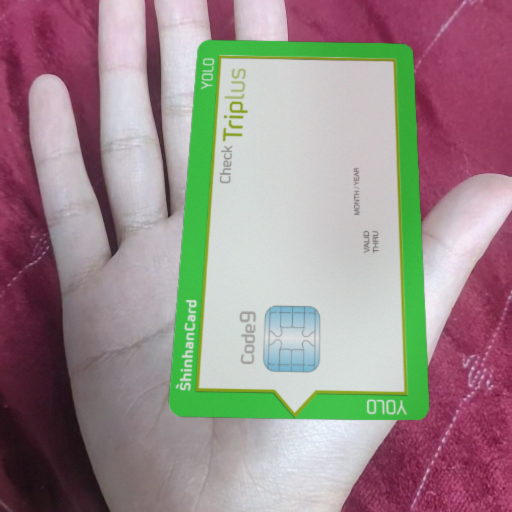 YOLO
ShinhanCard
Check Triplus
Code9
MONTH / YEAR
VALID
THRU
YOLO